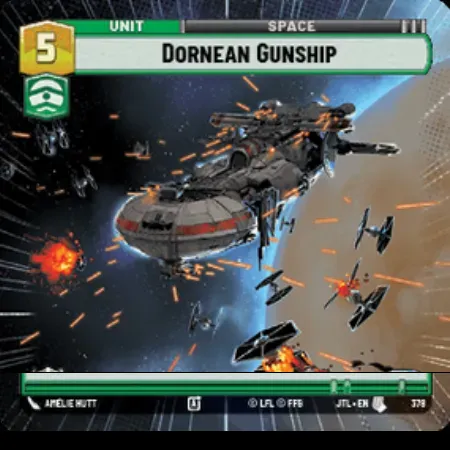 UNIT SPACE
5 DORNEAN GUNSHIP
AMÉLIE HUTT LFL FFG JTL • EN 378